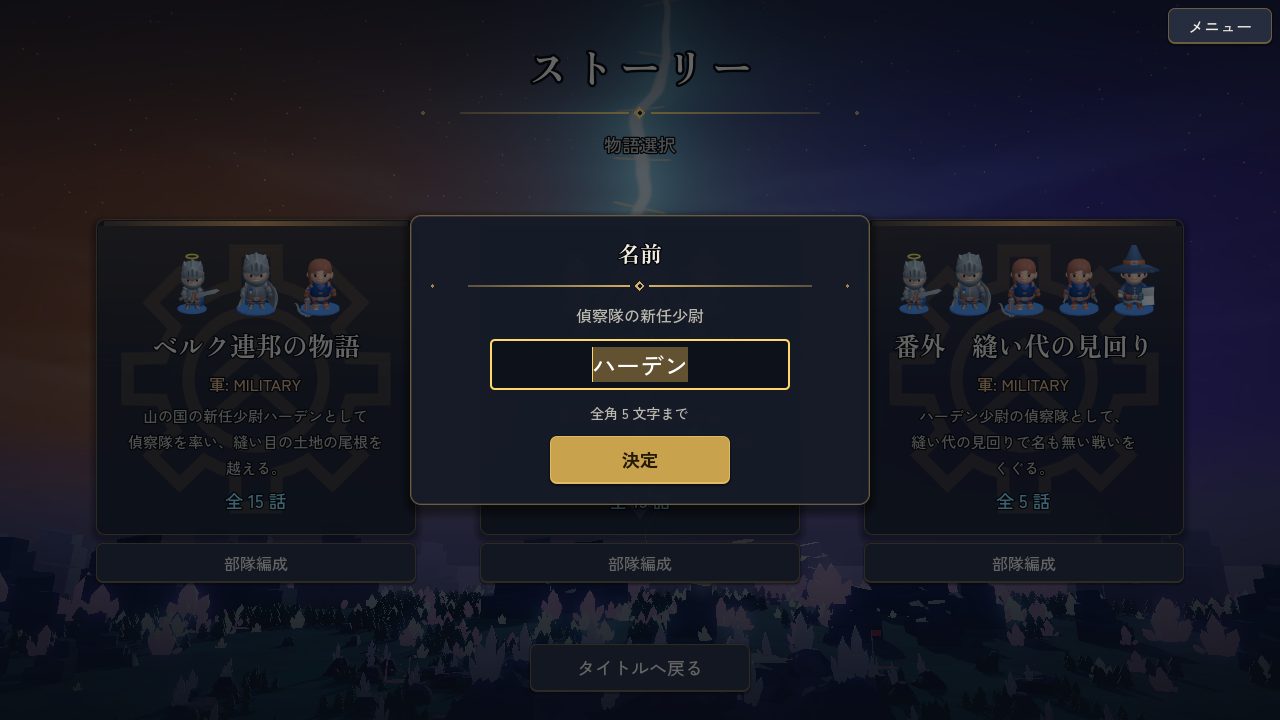 メニュー
ストーリー
物語選択
名前
偵察隊の新任少尉
ハーデン
全角 5 文字まで
決定
ベルク連邦の物語
軍: MILITARY
山の国の新任少尉ハーデンとして
偵察隊を率い、縫い目の土地の尾根を
越える。
全 15 話
部隊編成
部隊編成
番外　縫い代の見回り
軍: MILITARY
ハーデン少尉の偵察隊として、
縫い代の見回りで名も無い戦いを
くぐる。
全 5 話
部隊編成
タイトルへ戻る